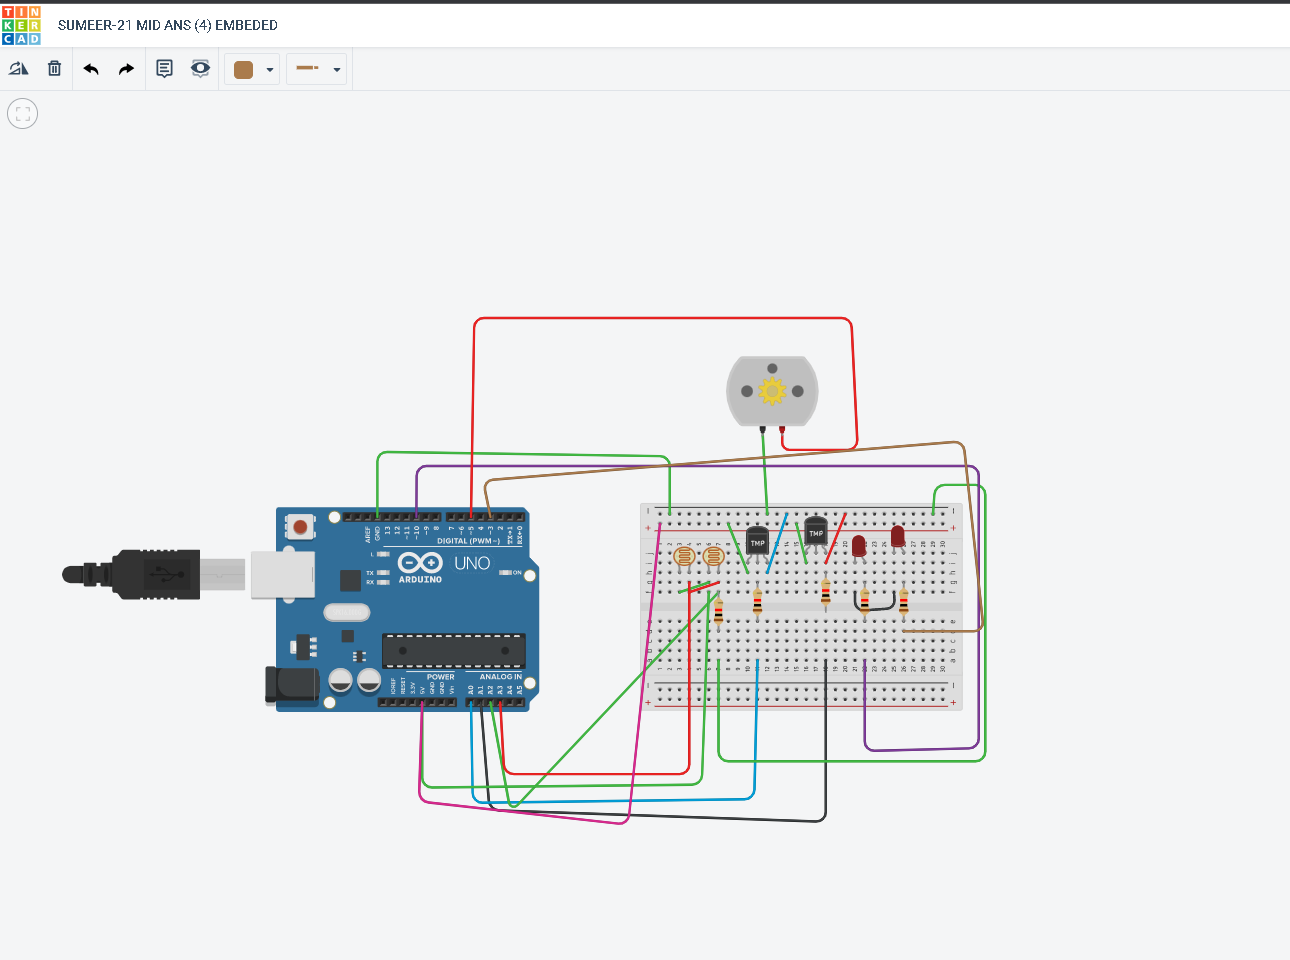 TIN
KER
CAD
SUMEER-21 MID ANS (4) EMBEDED
AREF
GND
13
12
~11
~10
~9
8
7
~6
~5
4
~3
2
TX→1
RX←0
DIGITAL (PWM~)
L
TX
RX
ARDUINO
UNO
ON
POWER
ANALOG IN
IOREF
RESET
3.3V
5V
GND
GND
Vin
A0
A1
A2
A3
A4
A5
TMP
TMP